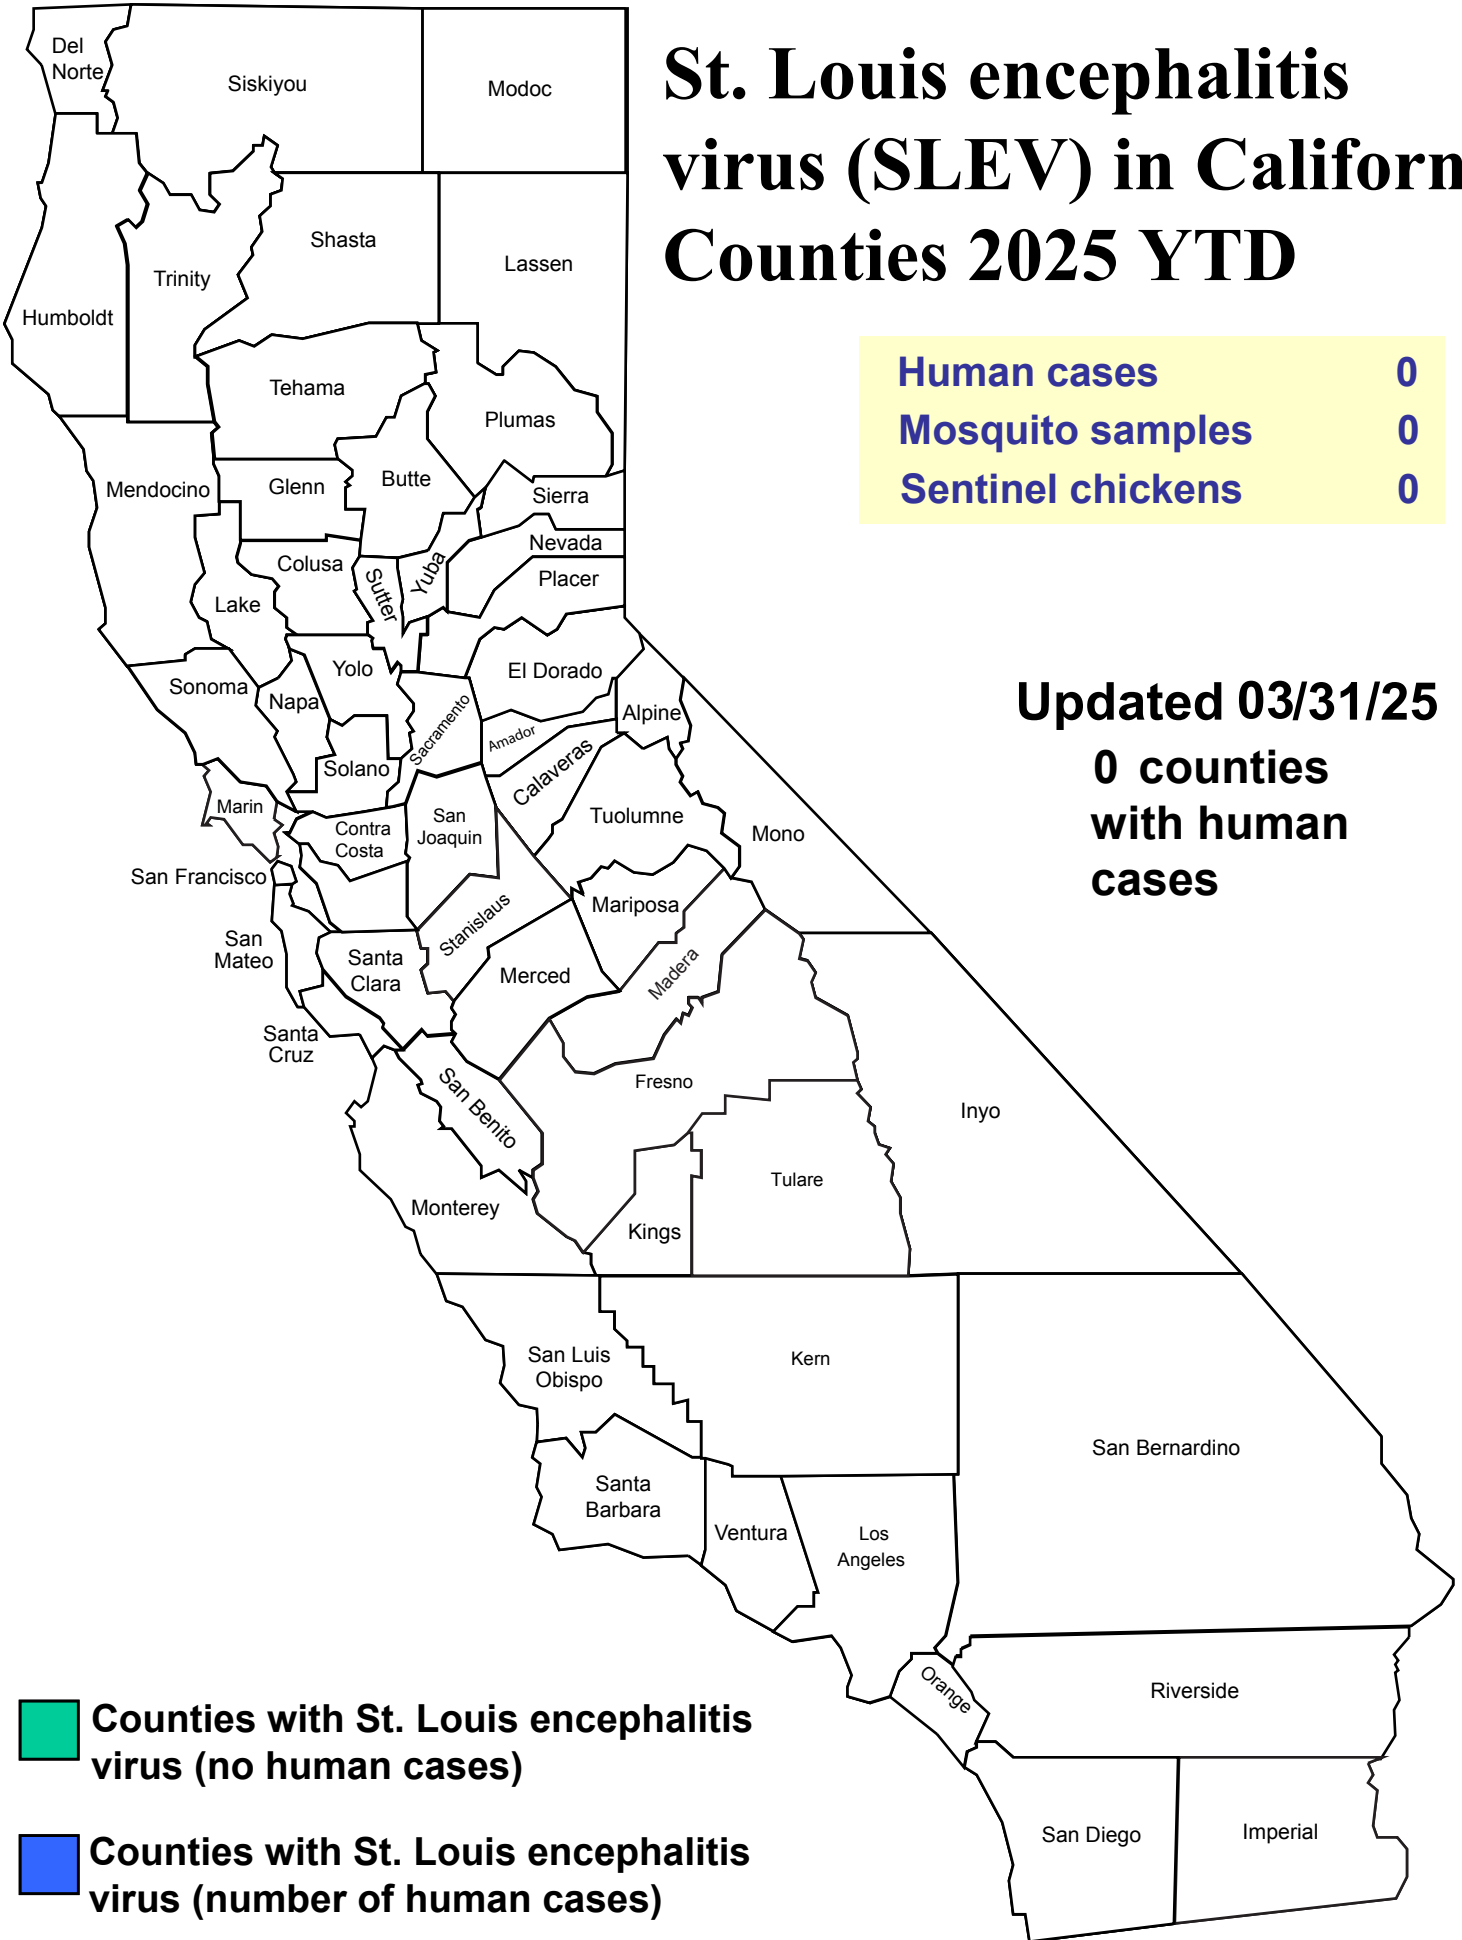 St. Louis encephalitis
virus (SLEV) in Californ
Counties 2025 YTD
Human cases 0
Mosquito samples 0
Sentinel chickens 0
Updated 03/31/25
0 counties
with human
cases
Del
Norte
Siskiyou
Modoc
Shasta
Lassen
Trinity
Humboldt
Tehama
Plumas
Mendocino
Glenn
Butte
Sierra
Nevada
Colusa
Sutter
Yuba
Placer
Lake
Yolo
El Dorado
Sonoma
Napa
Sacramento
Alpine
Amador
Solano
Calaveras
Marin
Contra
Costa
San
Joaquin
Tuolumne
Mono
San Francisco
Mariposa
Stanislaus
San
Mateo
Santa
Clara
Merced
Madera
Santa
Cruz
San Benito
Fresno
Inyo
Monterey
Kings
Tulare
San Luis
Obispo
Kern
San Bernardino
Santa
Barbara
Ventura
Los
Angeles
Orange
Riverside
San Diego
Imperial
Counties with St. Louis encephalitis
virus (no human cases)
Counties with St. Louis encephalitis
virus (number of human cases)